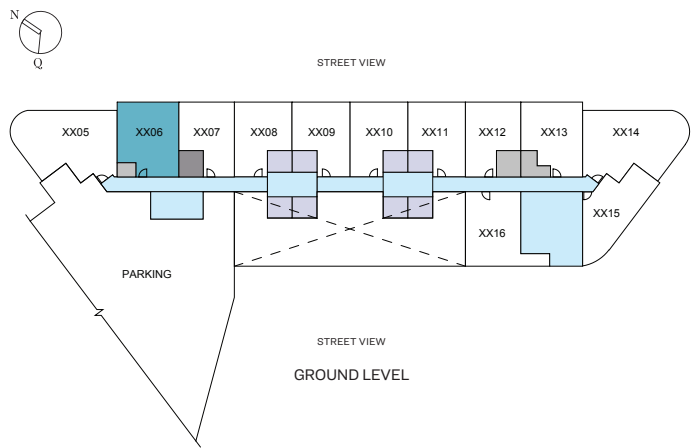 N
Q
STREET VIEW
XX05 XX06 XX07 XX08 XX09 XX10 XX11 XX12 XX13 XX14
XX15
XX16
PARKING
STREET VIEW
GROUND LEVEL